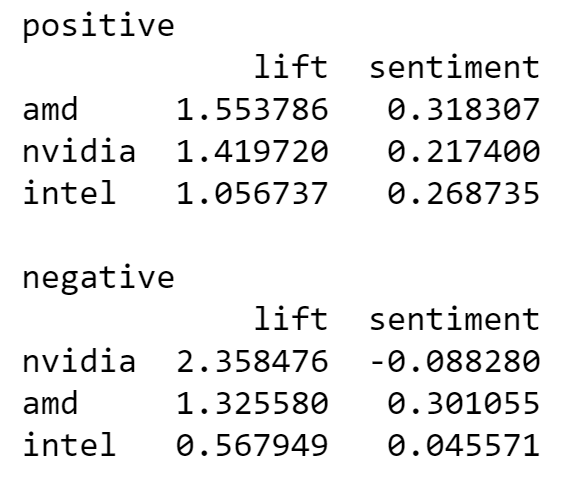 positive
lift sentiment
amd 1.553786 0.318307
nvidia 1.419720 0.217400
intel 1.056737 0.268735
negative
lift sentiment
nvidia 2.358476 -0.088280
amd 1.325580 0.301055
intel 0.567949 0.045571